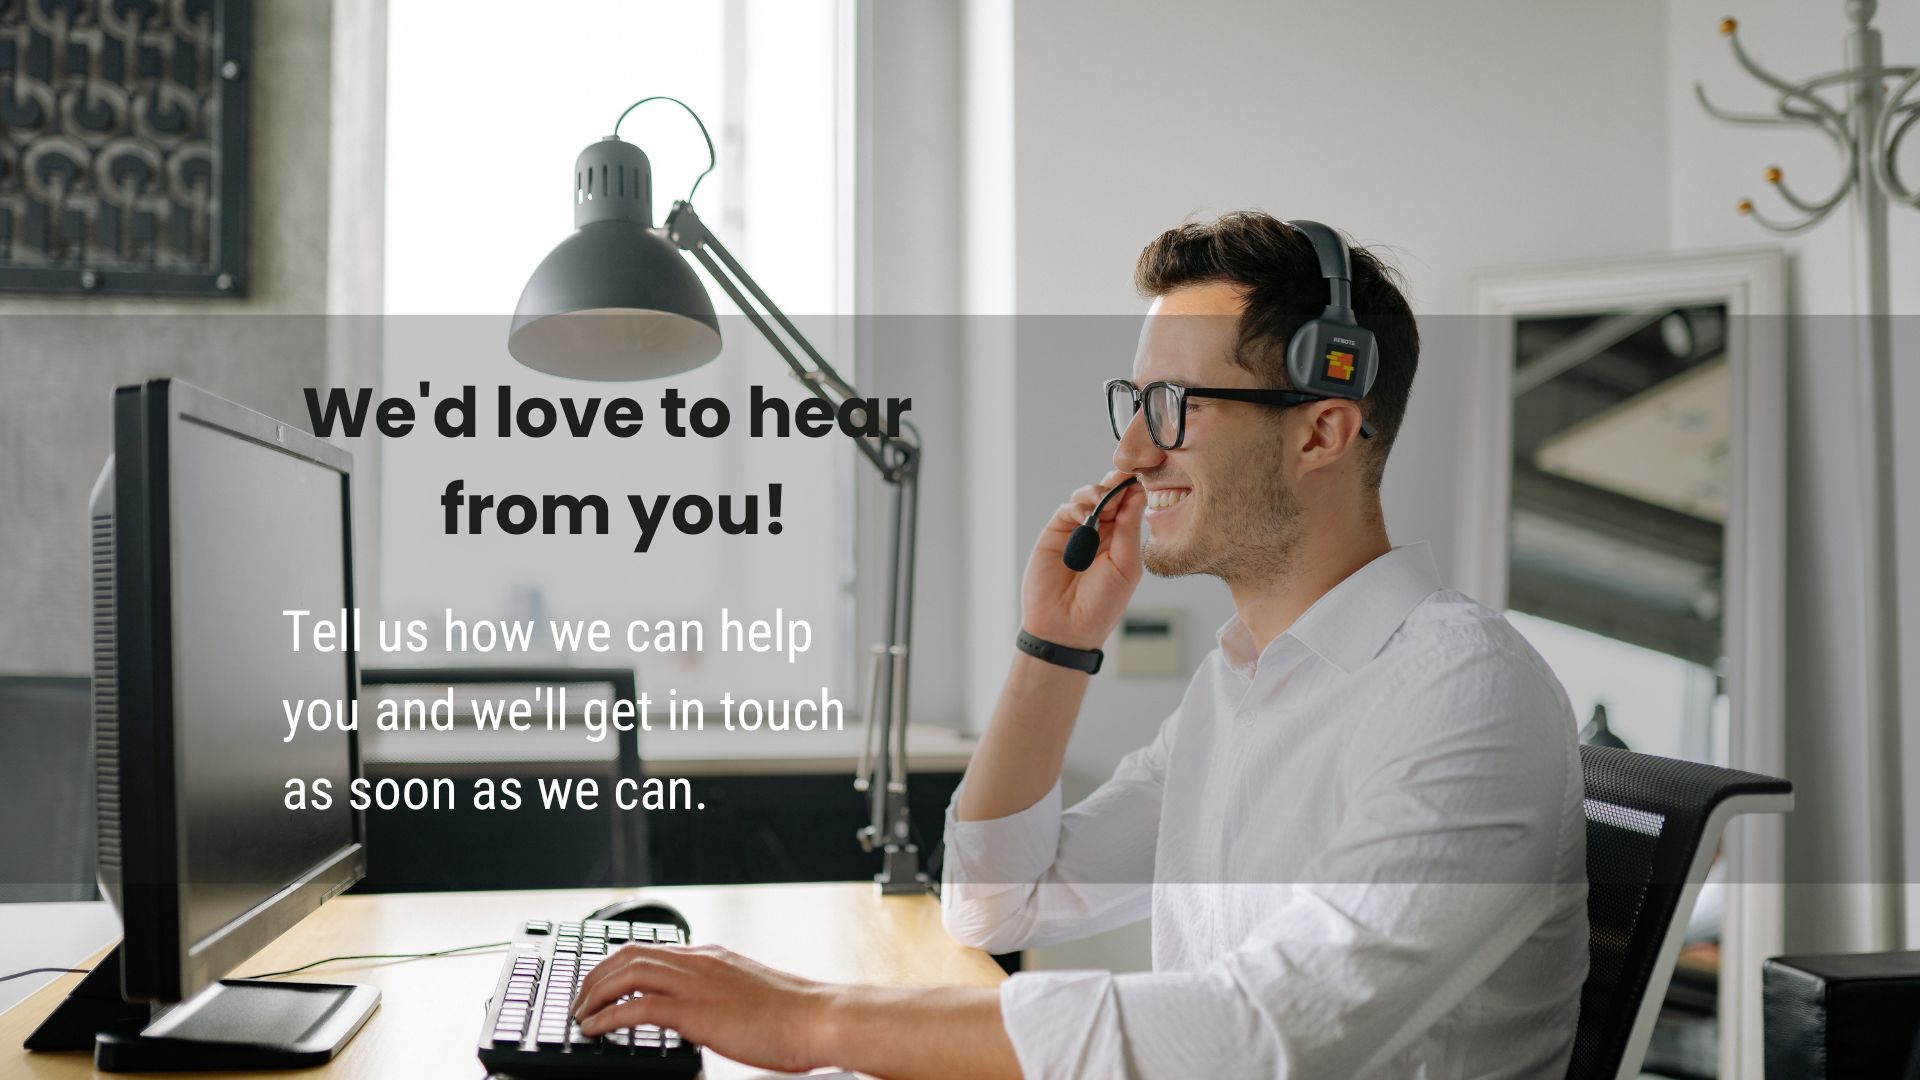 REMOTE
We'd love to hear
from you!
Tell us how we can help
you and we'll get in touch
as soon as we can.